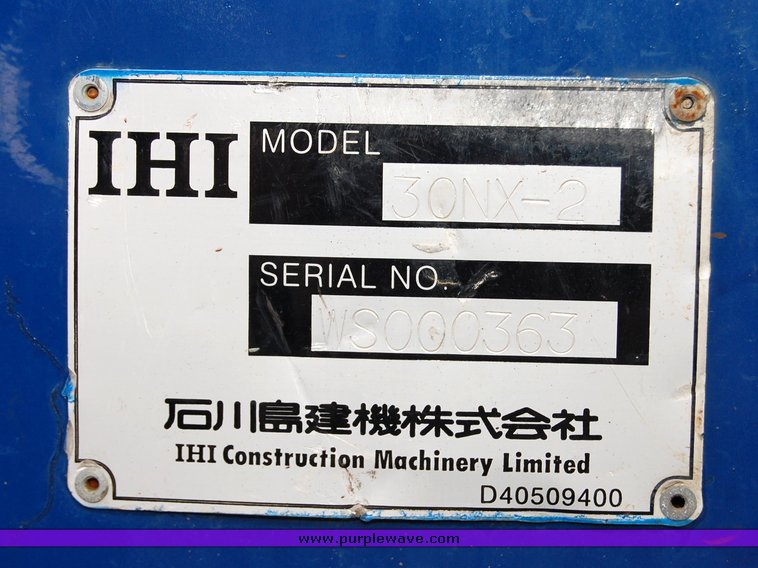 IHI
MODEL
30NX-2
SERIAL NO.
WS000363
石川島建機株式会社
IHI Construction Machinery Limited
D40509400
www.purplewave.com